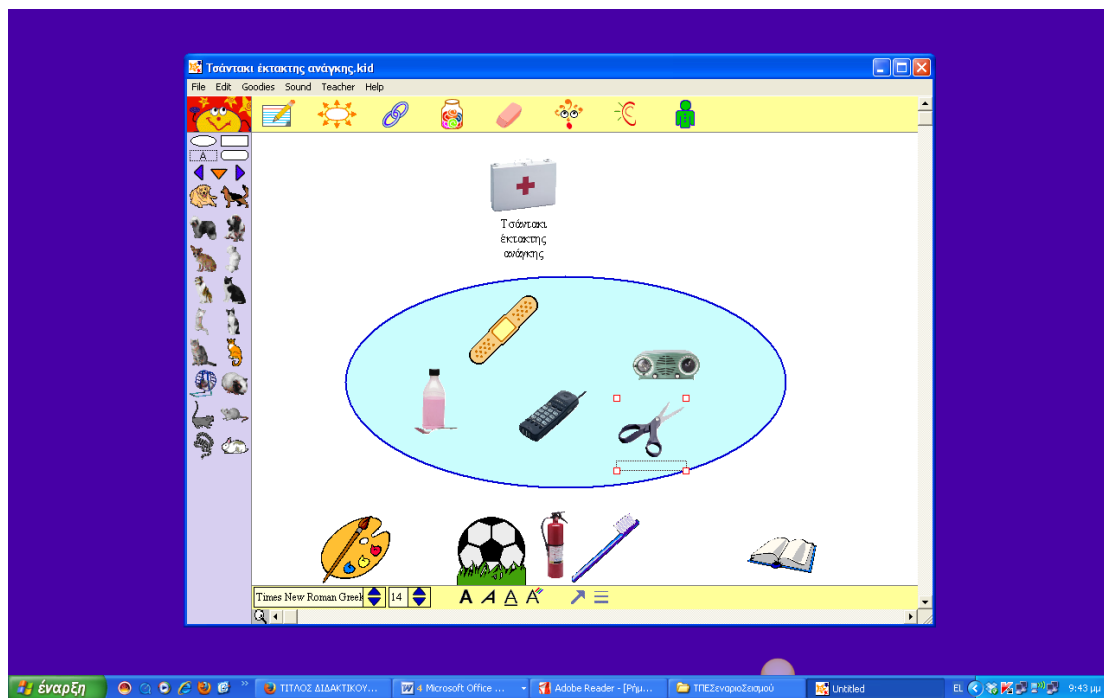 Τσάντακι έκτακτης ανάγκης.kid
File Edit Goodies Sound Teacher Help
A
Τσάντακι
έκτακτης
ανάγκης
Times New Roman Greek 14 A A A A
έναρξη ΤΙΤΛΟΣ ΔΙΔΑΚΤΙΚΟΥ... 4 Microsoft Office ... Adobe Reader - [Ρήμ... ΤΠΕΣεναριοΣεισμού Untitled EL 9:43 μμ